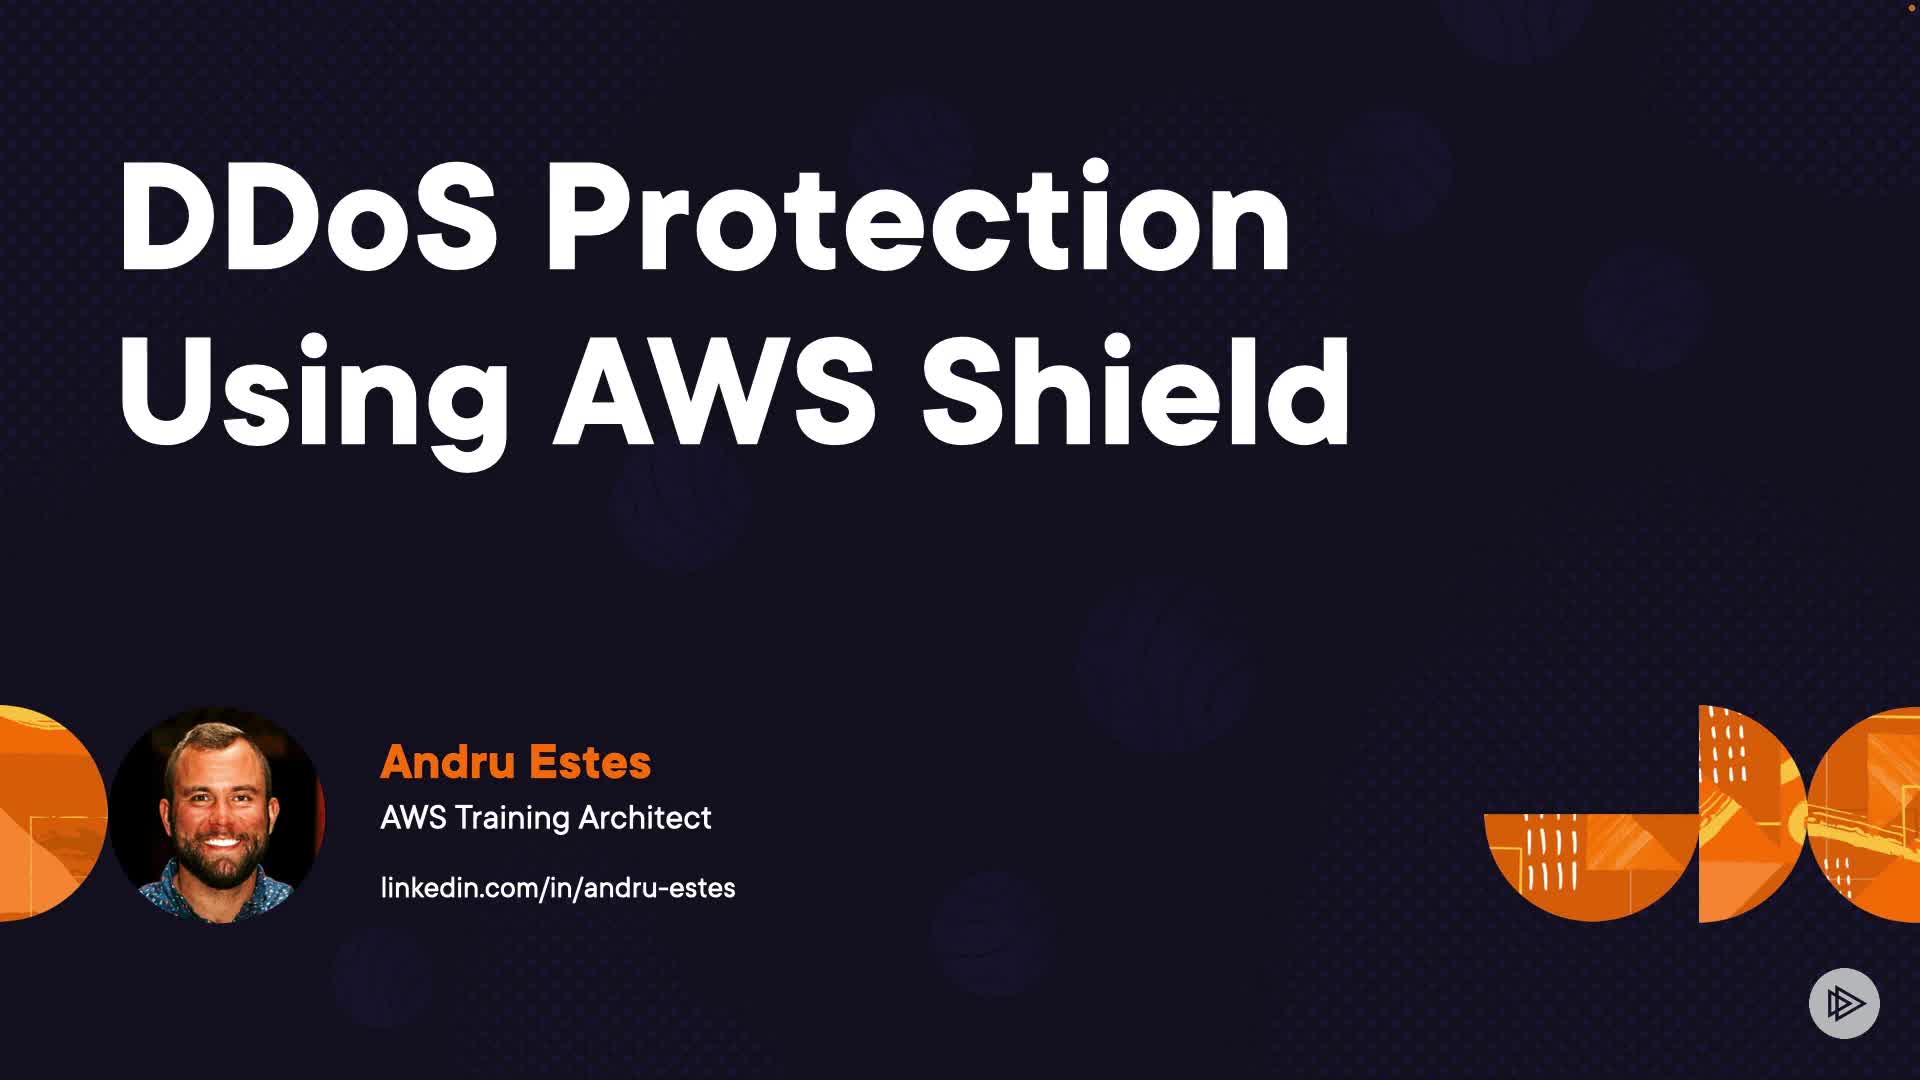 DDoS Protection
Using AWS Shield
Andru Estes
AWS Training Architect
linkedin.com/in/andru-estes